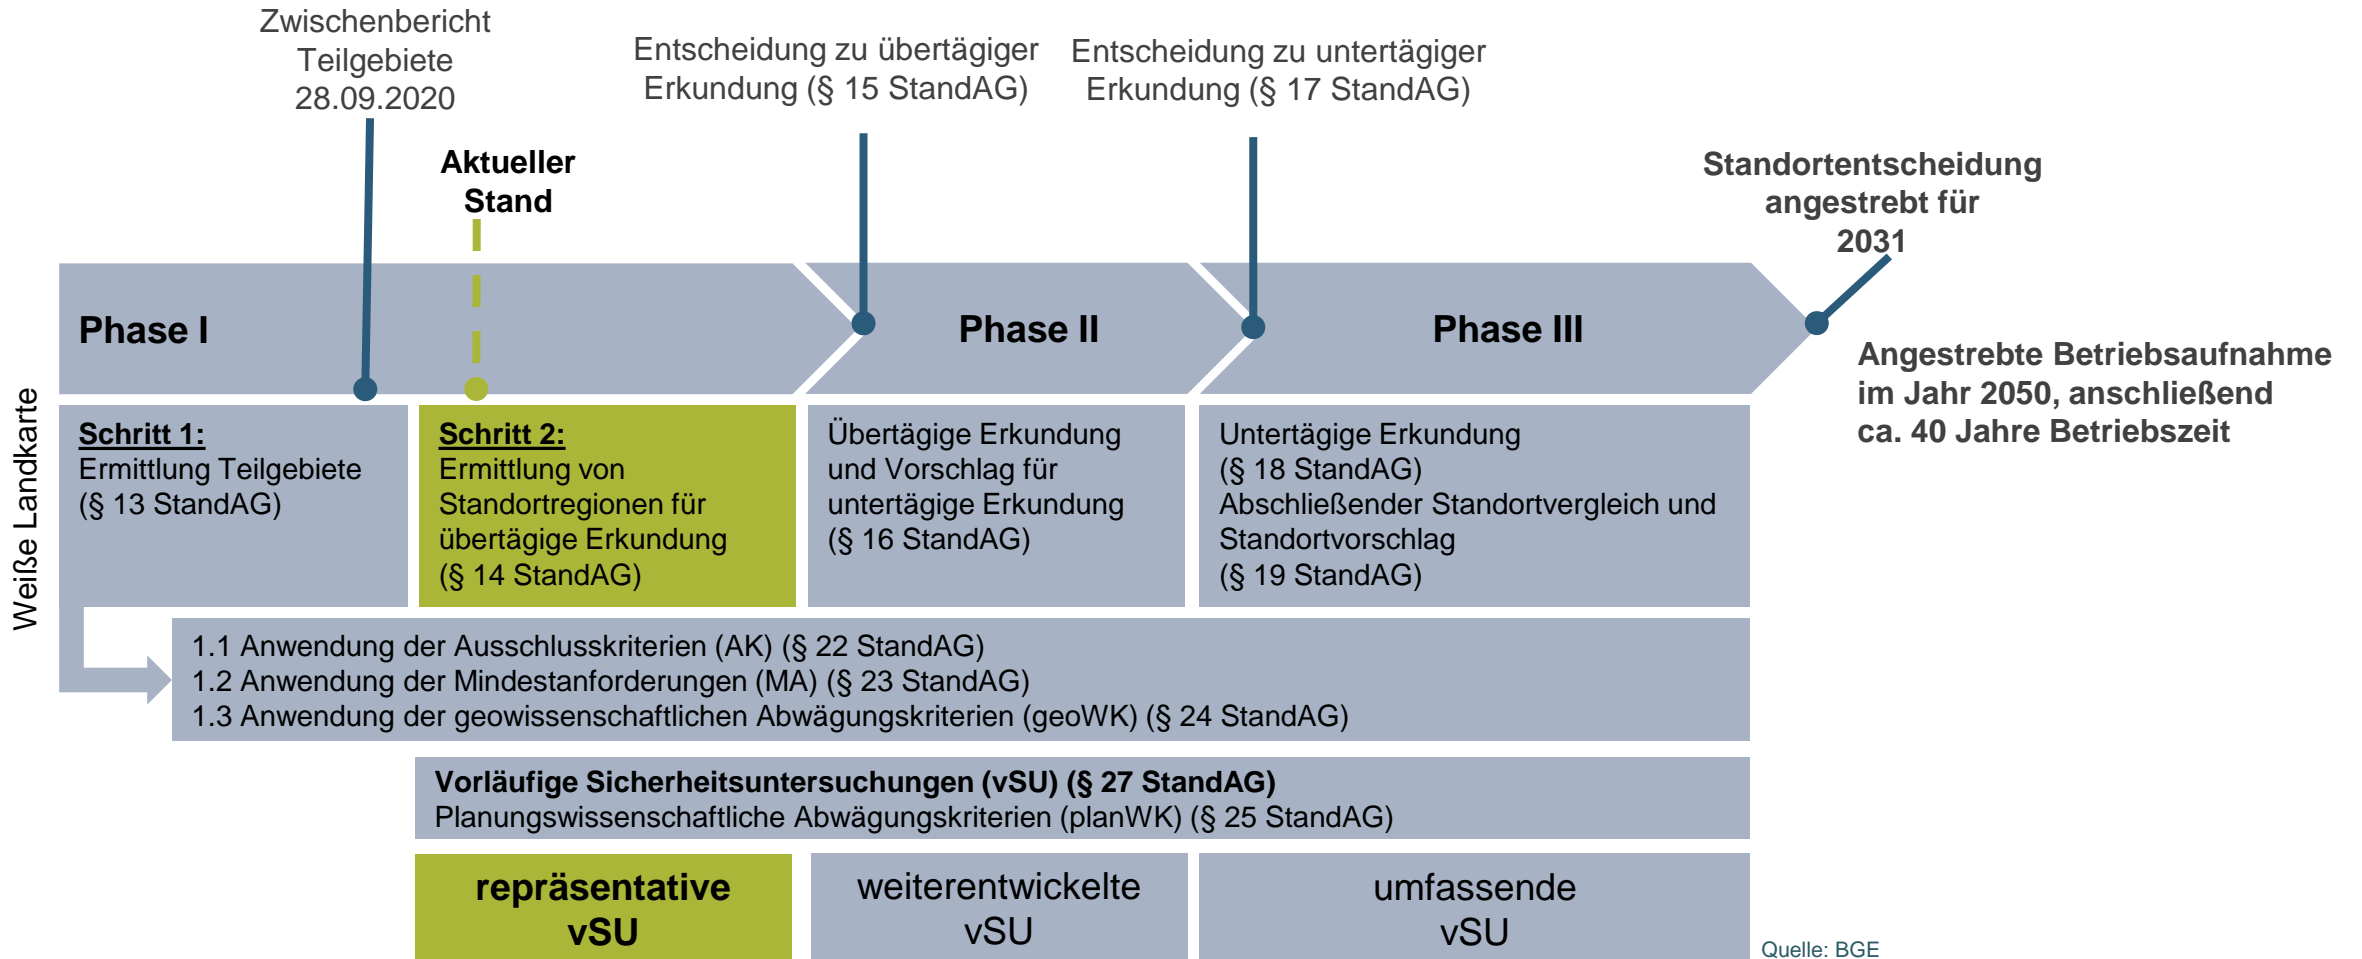 Zwischenbericht
Teilgebiete
28.09.2020
Entscheidung zu übertägiger
Erkundung (§ 15 StandAG)
Entscheidung zu untertägiger
Erkundung (§ 17 StandAG)
Aktueller
Stand
Standortentscheidung
angestrebt für
2031
Phase I
Phase II
Phase III
Angestrebte Betriebsaufnahme
im Jahr 2050, anschließend
ca. 40 Jahre Betriebszeit
Weiße Landkarte
Schritt 1:
Ermittlung Teilgebiete
(§ 13 StandAG)
Schritt 2:
Ermittlung von
Standortregionen für
übertägige Erkundung
(§ 14 StandAG)
Übertägige Erkundung
und Vorschlag für
untertägige Erkundung
(§ 16 StandAG)
Untertägige Erkundung
(§ 18 StandAG)
Abschließender Standortvergleich und
Standortvorschlag
(§ 19 StandAG)
1.1 Anwendung der Ausschlusskriterien (AK) (§ 22 StandAG)
1.2 Anwendung der Mindestanforderungen (MA) (§ 23 StandAG)
1.3 Anwendung der geowissenschaftlichen Abwägungskriterien (geoWK) (§ 24 StandAG)
Vorläufige Sicherheitsuntersuchungen (vSU) (§ 27 StandAG)
Planungswissenschaftliche Abwägungskriterien (planWK) (§ 25 StandAG)
repräsentative
vSU
weiterentwickelte
vSU
umfassende
vSU
Quelle: BGE